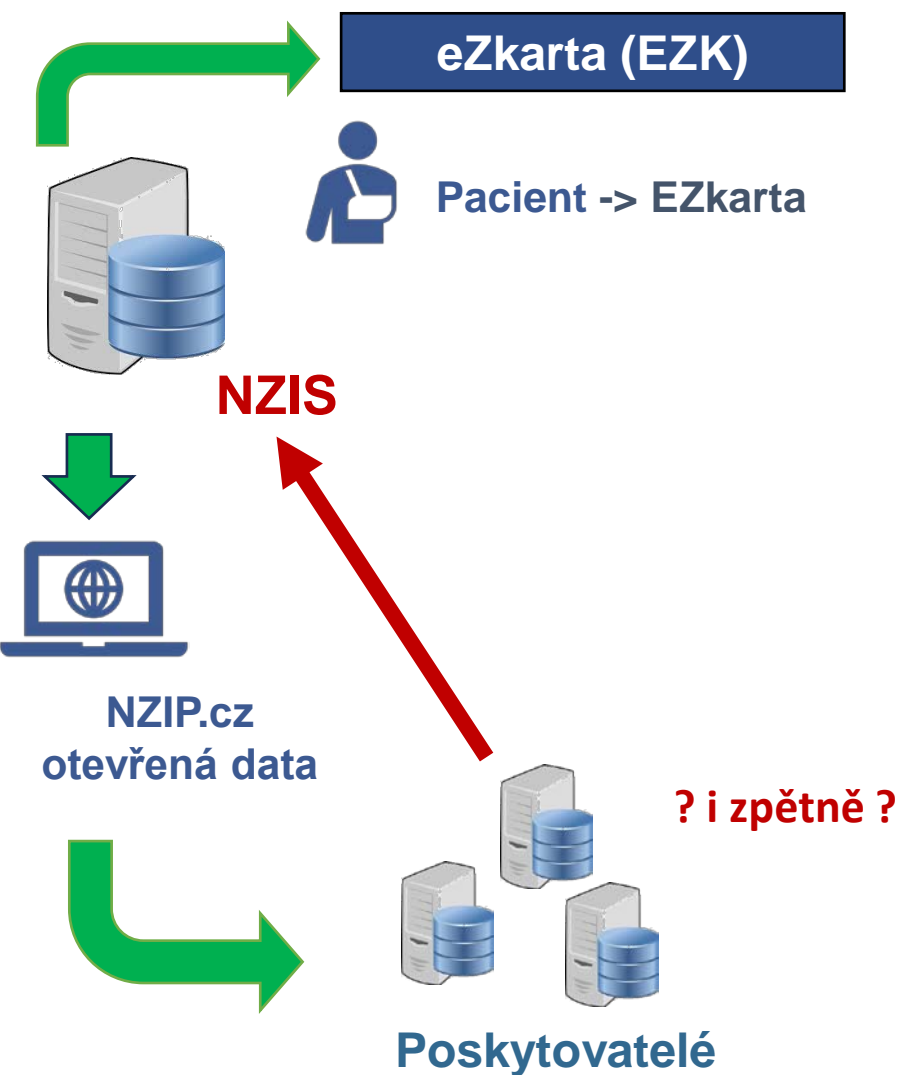 eZkarta (EZK)
Pacient -> EZkarta
NZIS
NZIP.cz
otevřená data
? i zpětně ?
Poskytovatelé